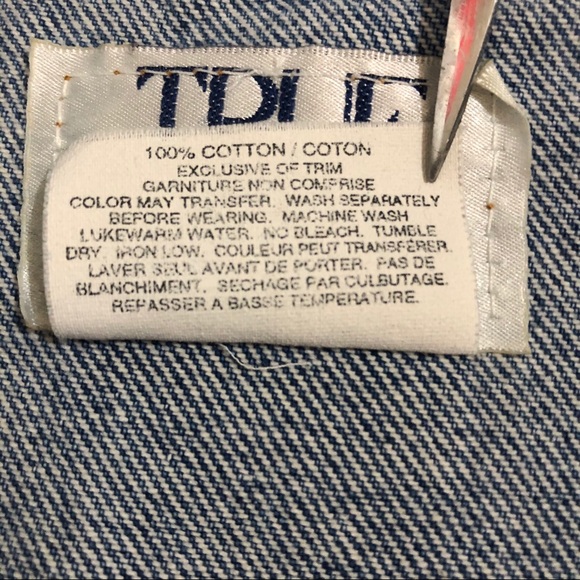 100% COTTON / COTON
EXCLUSIVE OF TRIM
GARNITURE NON COMPRISE
COLOR MAY TRANSFER. WASH SEPARATELY
BEFORE WEARING. MACHINE WASH
LUKEWARM WATER. NO BLEACH. TUMBLE
DRY. IRON LOW. COULEUR PEUT TRANSFERER.
LAVER SEUL AVANT DE PORTER. PAS DE
BLANCHIMENT. SECHAGE PAR CULBUTAGE.
REPASSER A BASSE TEMPERATURE.